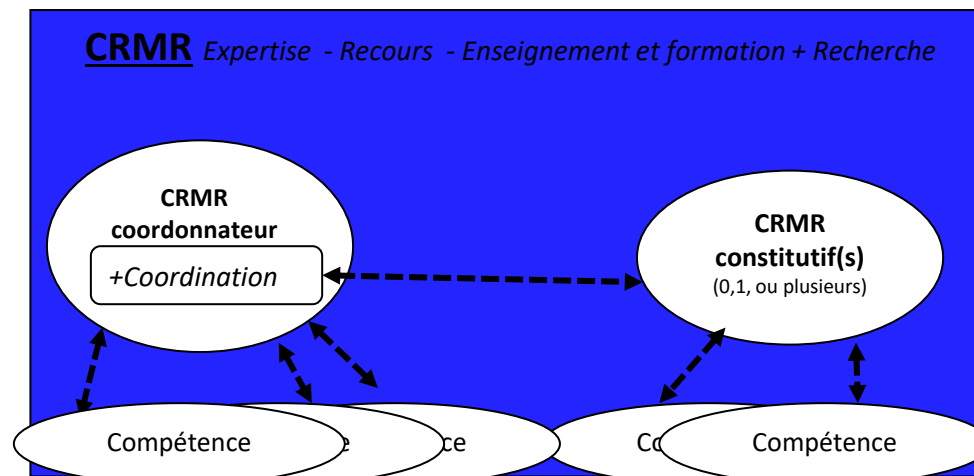 CRMR Expertise - Recours - Enseignement et formation + Recherche
CRMR
coordonnateur
+Coordination
CRMR
constitutif(s)
(0,1, ou plusieurs)
Compétence
Compétence